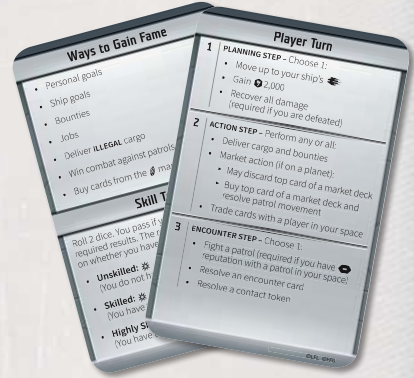 Ways to Gain Fame
• Personal goals
• Ship goals
• Bounties
• Jobs
• Deliver ILLEGAL cargo
• Win combat against patrols
• Buy cards from the
Skill
Roll 2 dice. You pass if
required results. The
on whether you have
• Unskilled:
(You do not
• Skilled:
(You have
• Highly
(You have
Player Turn
1 PLANNING STEP – Choose 1:
• Move up to your ship's
• Gain 2,000
• Recover all damage
(required if you are defeated)
2 ACTION STEP – Perform any or all:
• Deliver cargo and bounties
• Market action (if on a planet):
• May discard top card of a market deck
• Buy top card of a market deck and
resolve patrol movement
• Trade cards with a player in your space
3 ENCOUNTER STEP – Choose 1:
• Fight a patrol (required if you have
reputation with a patrol in your space)
• Resolve an encounter card
• Resolve a contact token